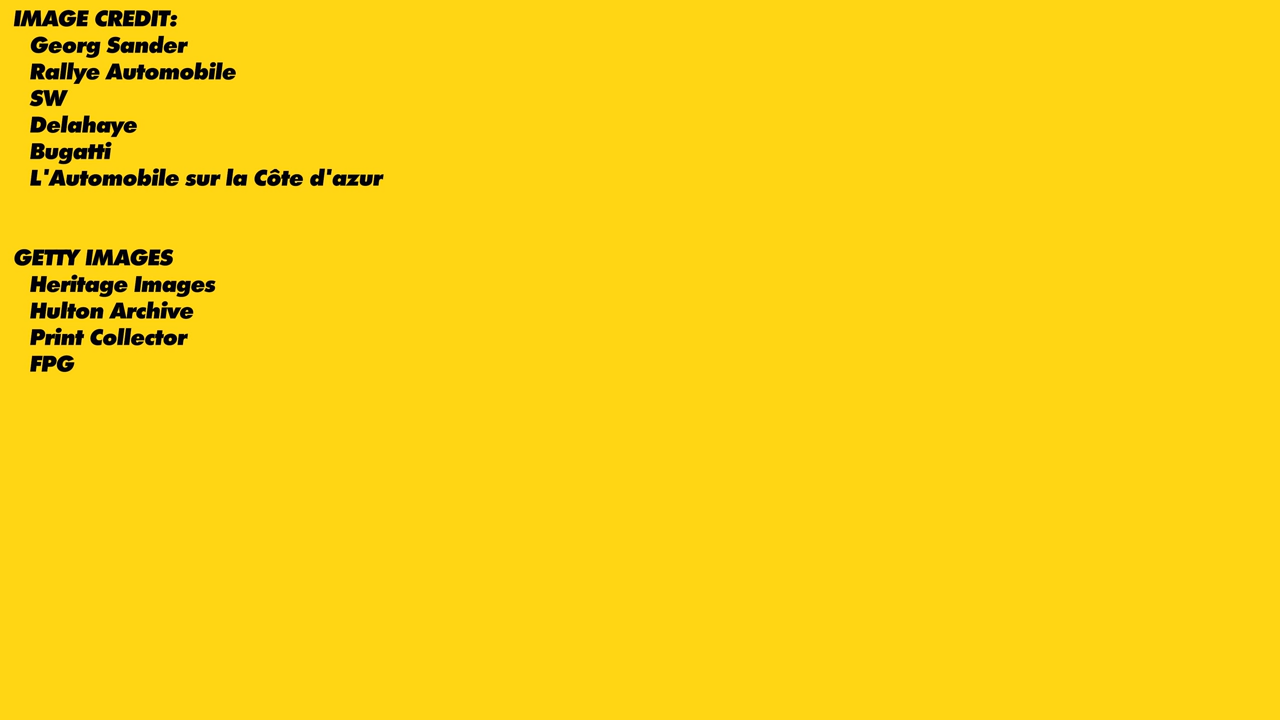 IMAGE CREDIT:
Georg Sander
Rallye Automobile
SW
Delahaye
Bugatti
L'Automobile sur la Côte d'azur
GETTY IMAGES
Heritage Images
Hulton Archive
Print Collector
FPG